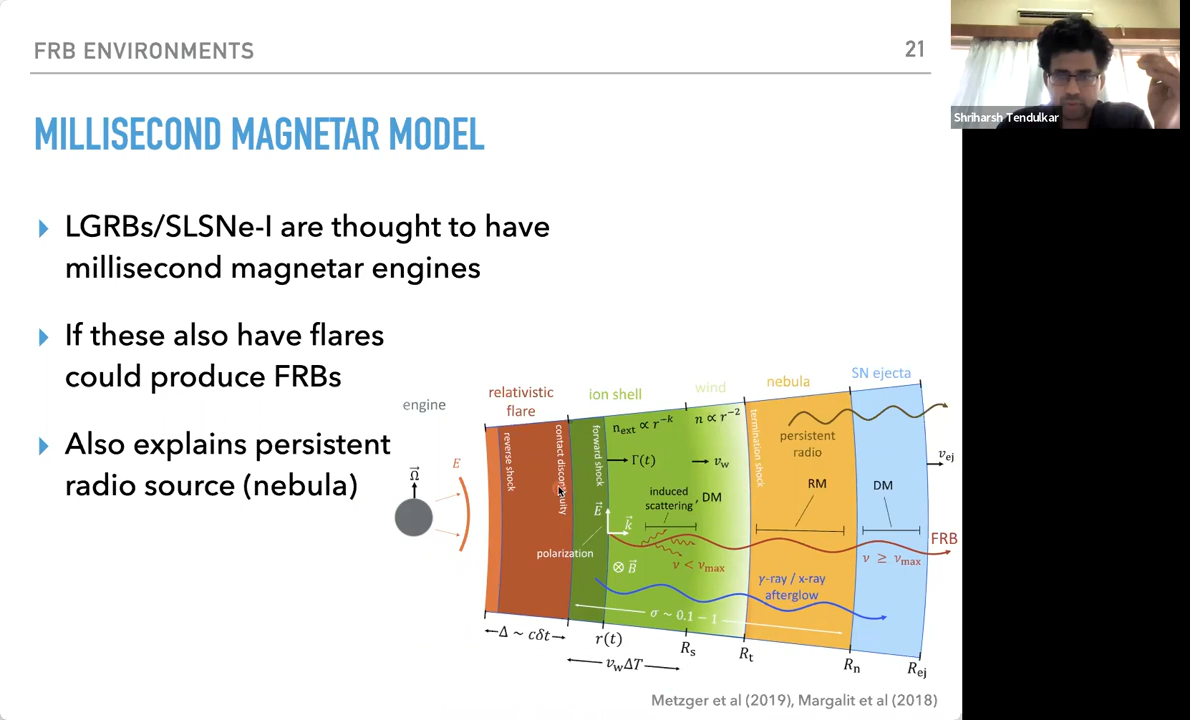 FRB ENVIRONMENTS
21
Shriharsh Tendulkar
MILLISECOND MAGNETAR MODEL
LGRBs/SLSNe-I are thought to have
millisecond magnetar engines
If these also have flares
could produce FRBs
Also explains persistent
radio source (nebula)
engine
relativistic
flare
ion shell
wind
nebula
SN ejecta
E
Ω⃗
reverse shock
contact discontinuity
forward shock
termination shock
n_ext ∝ r^−k
n ∝ r^−2
Γ(t)
v_w
persistent
radio
v_ej
induced
scattering
, DM
RM
DM
E⃗
k⃗
polarization
⊗ B⃗
ν < ν_max
FRB
ν ≥ ν_max
γ-ray / x-ray
afterglow
σ ~ 0.1 − 1
Δ ~ cδt
r(t)
v_wΔT
R_s
R_t
R_n
R_ej
Metzger et al (2019), Margalit et al (2018)